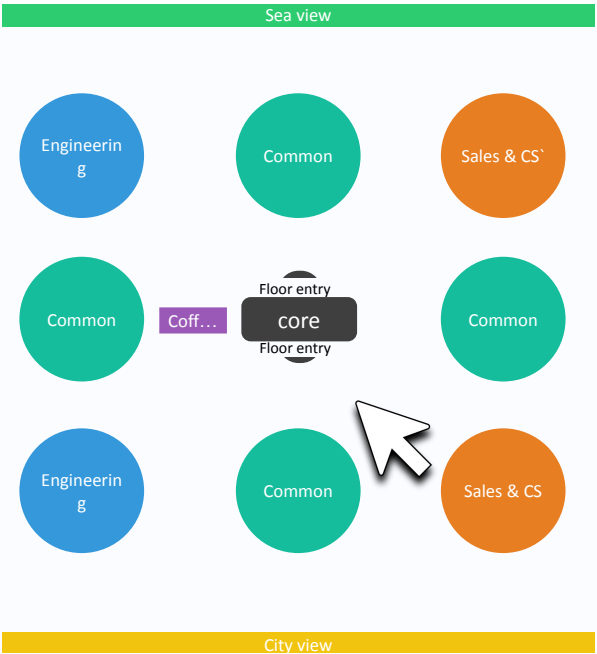 Sea view
Engineerin
g
Common
Sales & CS`
Floor entry
Common
Coff...
core
Common
Floor entry
Engineerin
g
Common
Sales & CS
City view